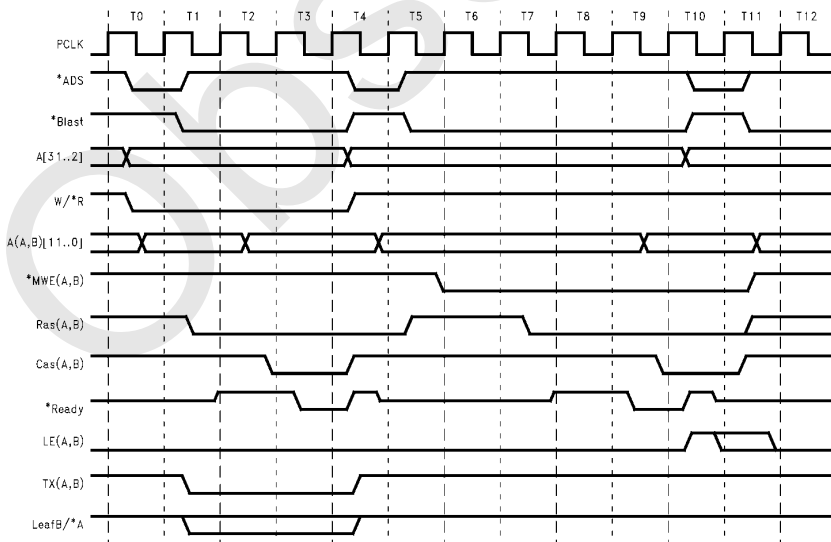 T0 T1 T2 T3 T4 T5 T6 T7 T8 T9 T10 T11 T12
PCLK
*ADS
*Blast
A[31..2]
W/*R
A(A,B)[11..0]
*MWE(A,B)
Ras(A,B)
Cas(A,B)
*Ready
LE(A,B)
TX(A,B)
LeafB/*A
Obs